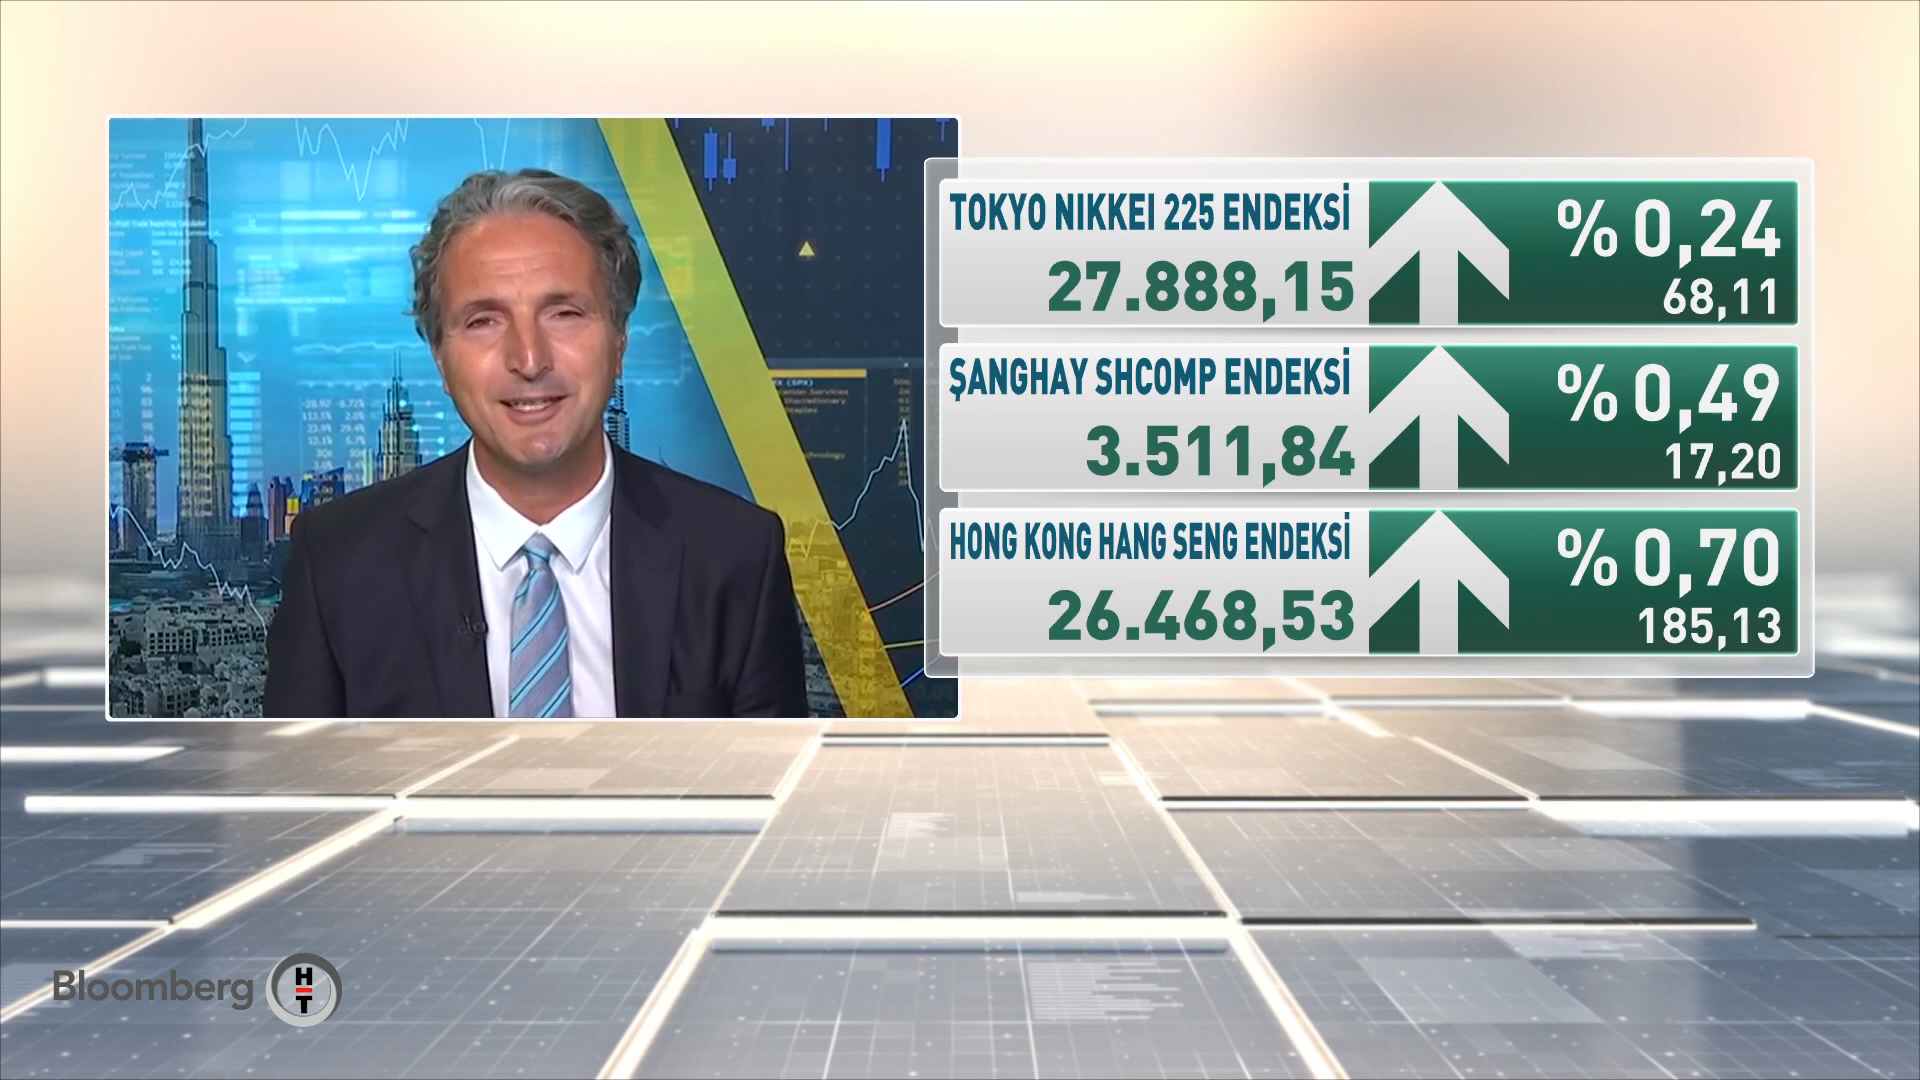 TOKYO NIKKEI 225 ENDEKSİ
27.888,15
% 0,24
68,11
ŞANGHAY SHCOMP ENDEKSİ
3.511,84
% 0,49
17,20
HONG KONG HANG SENG ENDEKSİ
26.468,53
% 0,70
185,13
Bloomberg HT